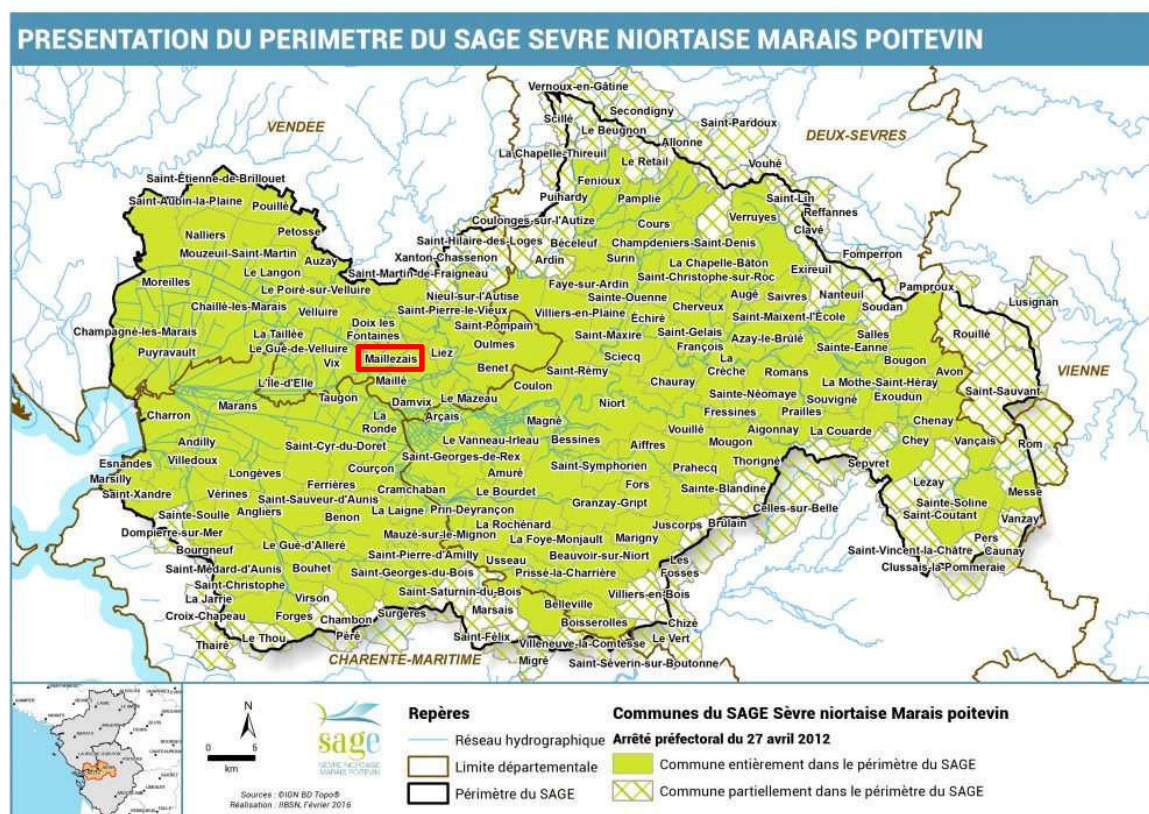 PRESENTATION DU PERIMETRE DU SAGE SEVRE NIORTAISE MARAIS POITEVIN
Vernoux-en-Gâtine
Secondigny
Scillé
Le Beugnon
Saint-Pardoux
VENDÉE
DEUX-SEVRES
Allonne
La Chapelle-Thireuil
Le Retail
Vouhé
Saint-Étienne-de-Brillouet
Fenioux
Saint-Aubin-la-Plaine
Pouillé
Puihardy
Pamplie
Saint-Lin
Reffannes
Coulonges-sur-l'Autize
Cours
Verruyes
Clavé
Nalliers
Petosse
Saint-Hilaire-des-Loges
Béceleuf
Champdeniers-Saint-Denis
Mouzeuil-Saint-Martin
Xanton-Chassenon
Ardin
Surin
La Chapelle-Bâton
Fomperron
Auzay
Saint-Martin-de-Fraigneau
Saint-Christophe-sur-Roc
Exireuil
Le Langon
Moreilles
Faye-sur-Ardin
Pamproux
Le Poiré-sur-Velluire
Nieul-sur-l'Autise
Sainte-Ouenne
Augé
Saivres
Nanteuil
Lusignan
Chaillé-les-Marais
Velluire
Saint-Pierre-le-Vieux
Villiers-en-Plaine
Échiré
Cherveux
Saint-Maixent-l'École
Soudan
Champagné-les-Marais
La Taillée
Doix les
Fontaines
Saint-Pompain
Saint-Maxire
Saint-Gelais
Azay-le-Brûlé
Salles
Rouillé
Puyravault
Le Gué-de-Velluire
Oulmes
François
Sainte-Eanne
Vix
Maillezais
Liez
Benet
Sciecq
La
Crèche
Bougon
VIENNE
L'Île-d'Elle
Maillé
Saint-Rémy
Romans
Avon
Taugon
Coulon
Chauray
La Mothe-Saint-Héray
Saint-Sauvant
Damvix
Le Mazeau
Sainte-Néomaye
Souvigné
Exoudun
Charron
Marans
La
Ronde
Arçais
Magné
Niort
Fressines
Prailles
Chenay
Andilly
Saint-Cyr-du-Doret
Le Vanneau-Irleau
Bessines
Vouillé
Aigonnay
La Couarde
Vançais
Rom
Esnandes
Villedoux
Saint-Georges-de-Rex
Aiffres
Mougon
Chey
Marsilly
Longèves
Courçon
Saint-Symphorien
Prahecq
Thorigné
Sepvret
Saint-Xandre
Vérines
Ferrières
Cramchaban
Amuré
Fors
Sainte-Blandine
Lezay
Messé
Saint-Sauveur-d'Aunis
Le Bourdet
Sainte-Soline
Sainte-Soulle
Angliers
Benon
La Laigne
Prin-Deyrançon
Granzay-Gript
Celles-sur-Belle
Saint-Coutant
Vanzay
Dompierre-sur-Mer
La Rochénard
Juscorps
Brûlain
Bourgneuf
Le Gué-d'Alleré
Mauzé-sur-le-Mignon
La Foye-Monjault
Marigny
Pers
Saint-Pierre-d'Amilly
Usseau
Beauvoir-sur-Niort
Les
Fosses
Saint-Vincent-la-Châtre
Caunay
Saint-Médard-d'Aunis
Bouhet
Saint-Georges-du-Bois
Prissé-la-Charrière
Clussais-la-Pommeraie
Saint-Christophe
Saint-Saturnin-du-Bois
Villiers-en-Bois
La Jarrie
Virson
Marsais
Belleville
Croix-Chapeau
Forges
Chambon
Surgères
Boisserolles
Chizé
Thairé
Le Thou
Péré
Saint-Félix
Villeneuve-la-Comtesse
Le Vert
CHARENTE-MARITIME
Migré
Saint-Séverin-sur-Boutonne
N
0 5
km
sage
SÈVRE NIORTAISE
MARAIS POITEVIN
Sources : ©IGN BD Topo®
Réalisation : IIBSN, Février 2016
Repères
Réseau hydrographique
Limite départementale
Périmètre du SAGE
Communes du SAGE Sèvre niortaise Marais poitevin
Arrêté préfectoral du 27 avril 2012
Commune entièrement dans le périmètre du SAGE
Commune partiellement dans le périmètre du SAGE